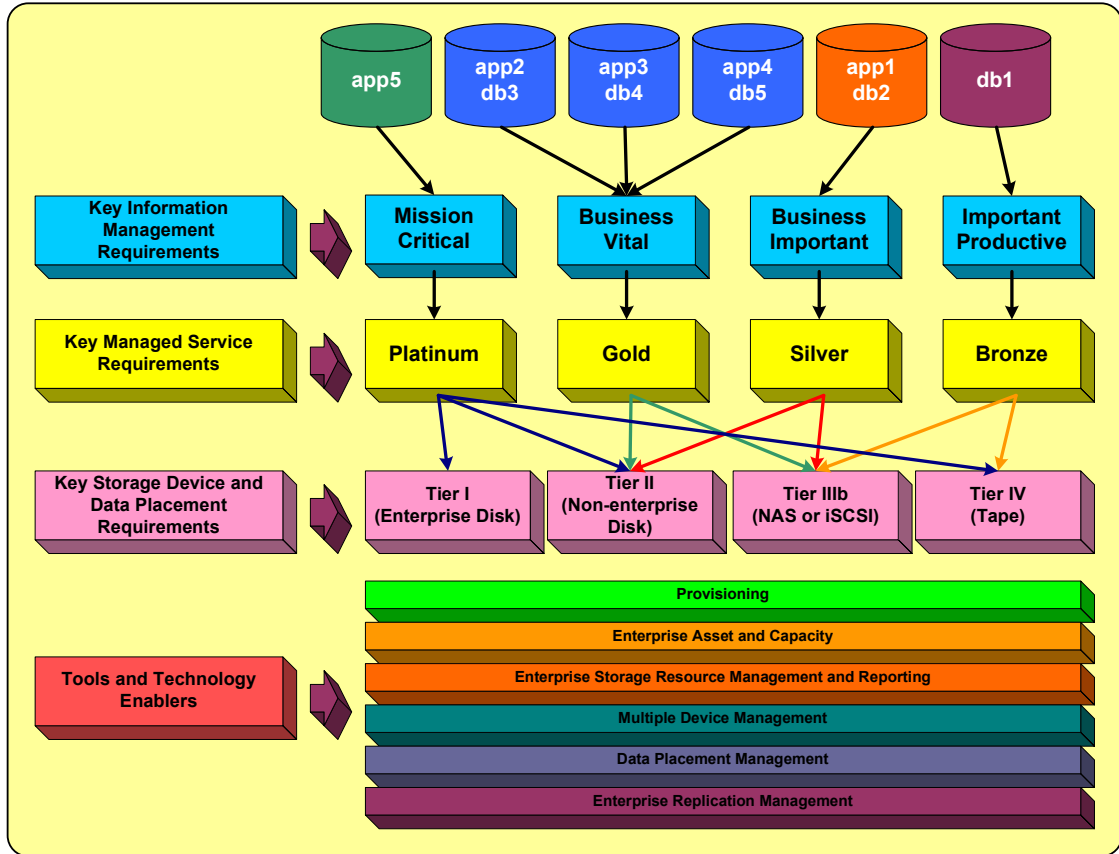 app5
app2
db3
app3
db4
app4
db5
app1
db2
db1
Key Information
Management
Requirements
Mission
Critical
Business
Vital
Business
Important
Important
Productive
Key Managed Service
Requirements
Platinum
Gold
Silver
Bronze
Key Storage Device and
Data Placement
Requirements
Tier I
(Enterprise Disk)
Tier II
(Non-enterprise
Disk)
Tier IIIb
(NAS or iSCSI)
Tier IV
(Tape)
Tools and Technology
Enablers
Provisioning
Enterprise Asset and Capacity
Enterprise Storage Resource Management and Reporting
Multiple Device Management
Data Placement Management
Enterprise Replication Management